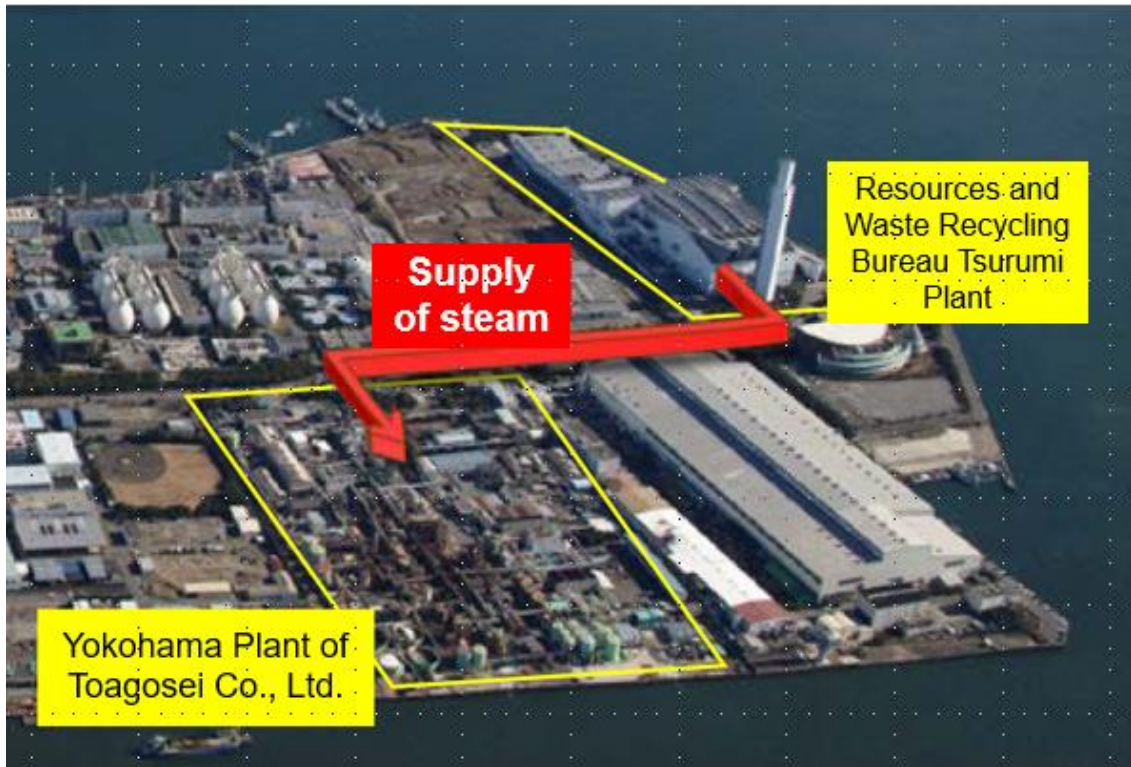 Supply
of steam
Resources and
Waste Recycling
Bureau Tsurumi
Plant
Yokohama Plant of
Toagosei Co., Ltd.